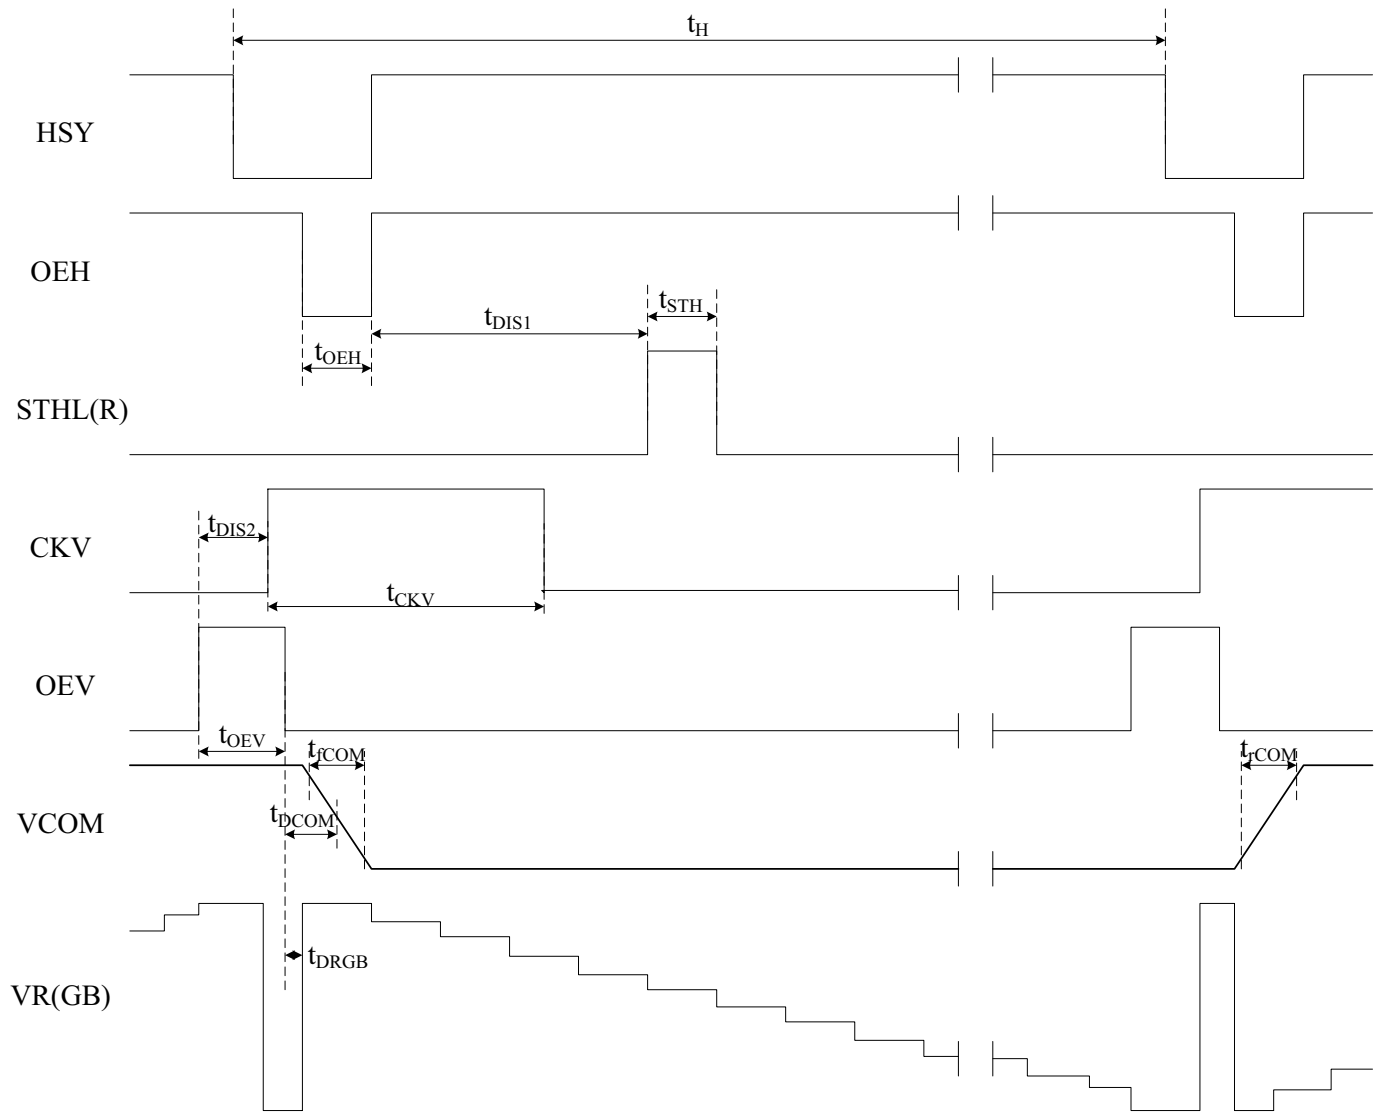 tH
HSY
OEH
tSTH
tDIS1
tOEH
STHL(R)
tDIS2
CKV
tCKV
OEV
tOEV
tfCOM
trCOM
tDCOM
VCOM
tDRGB
VR(GB)